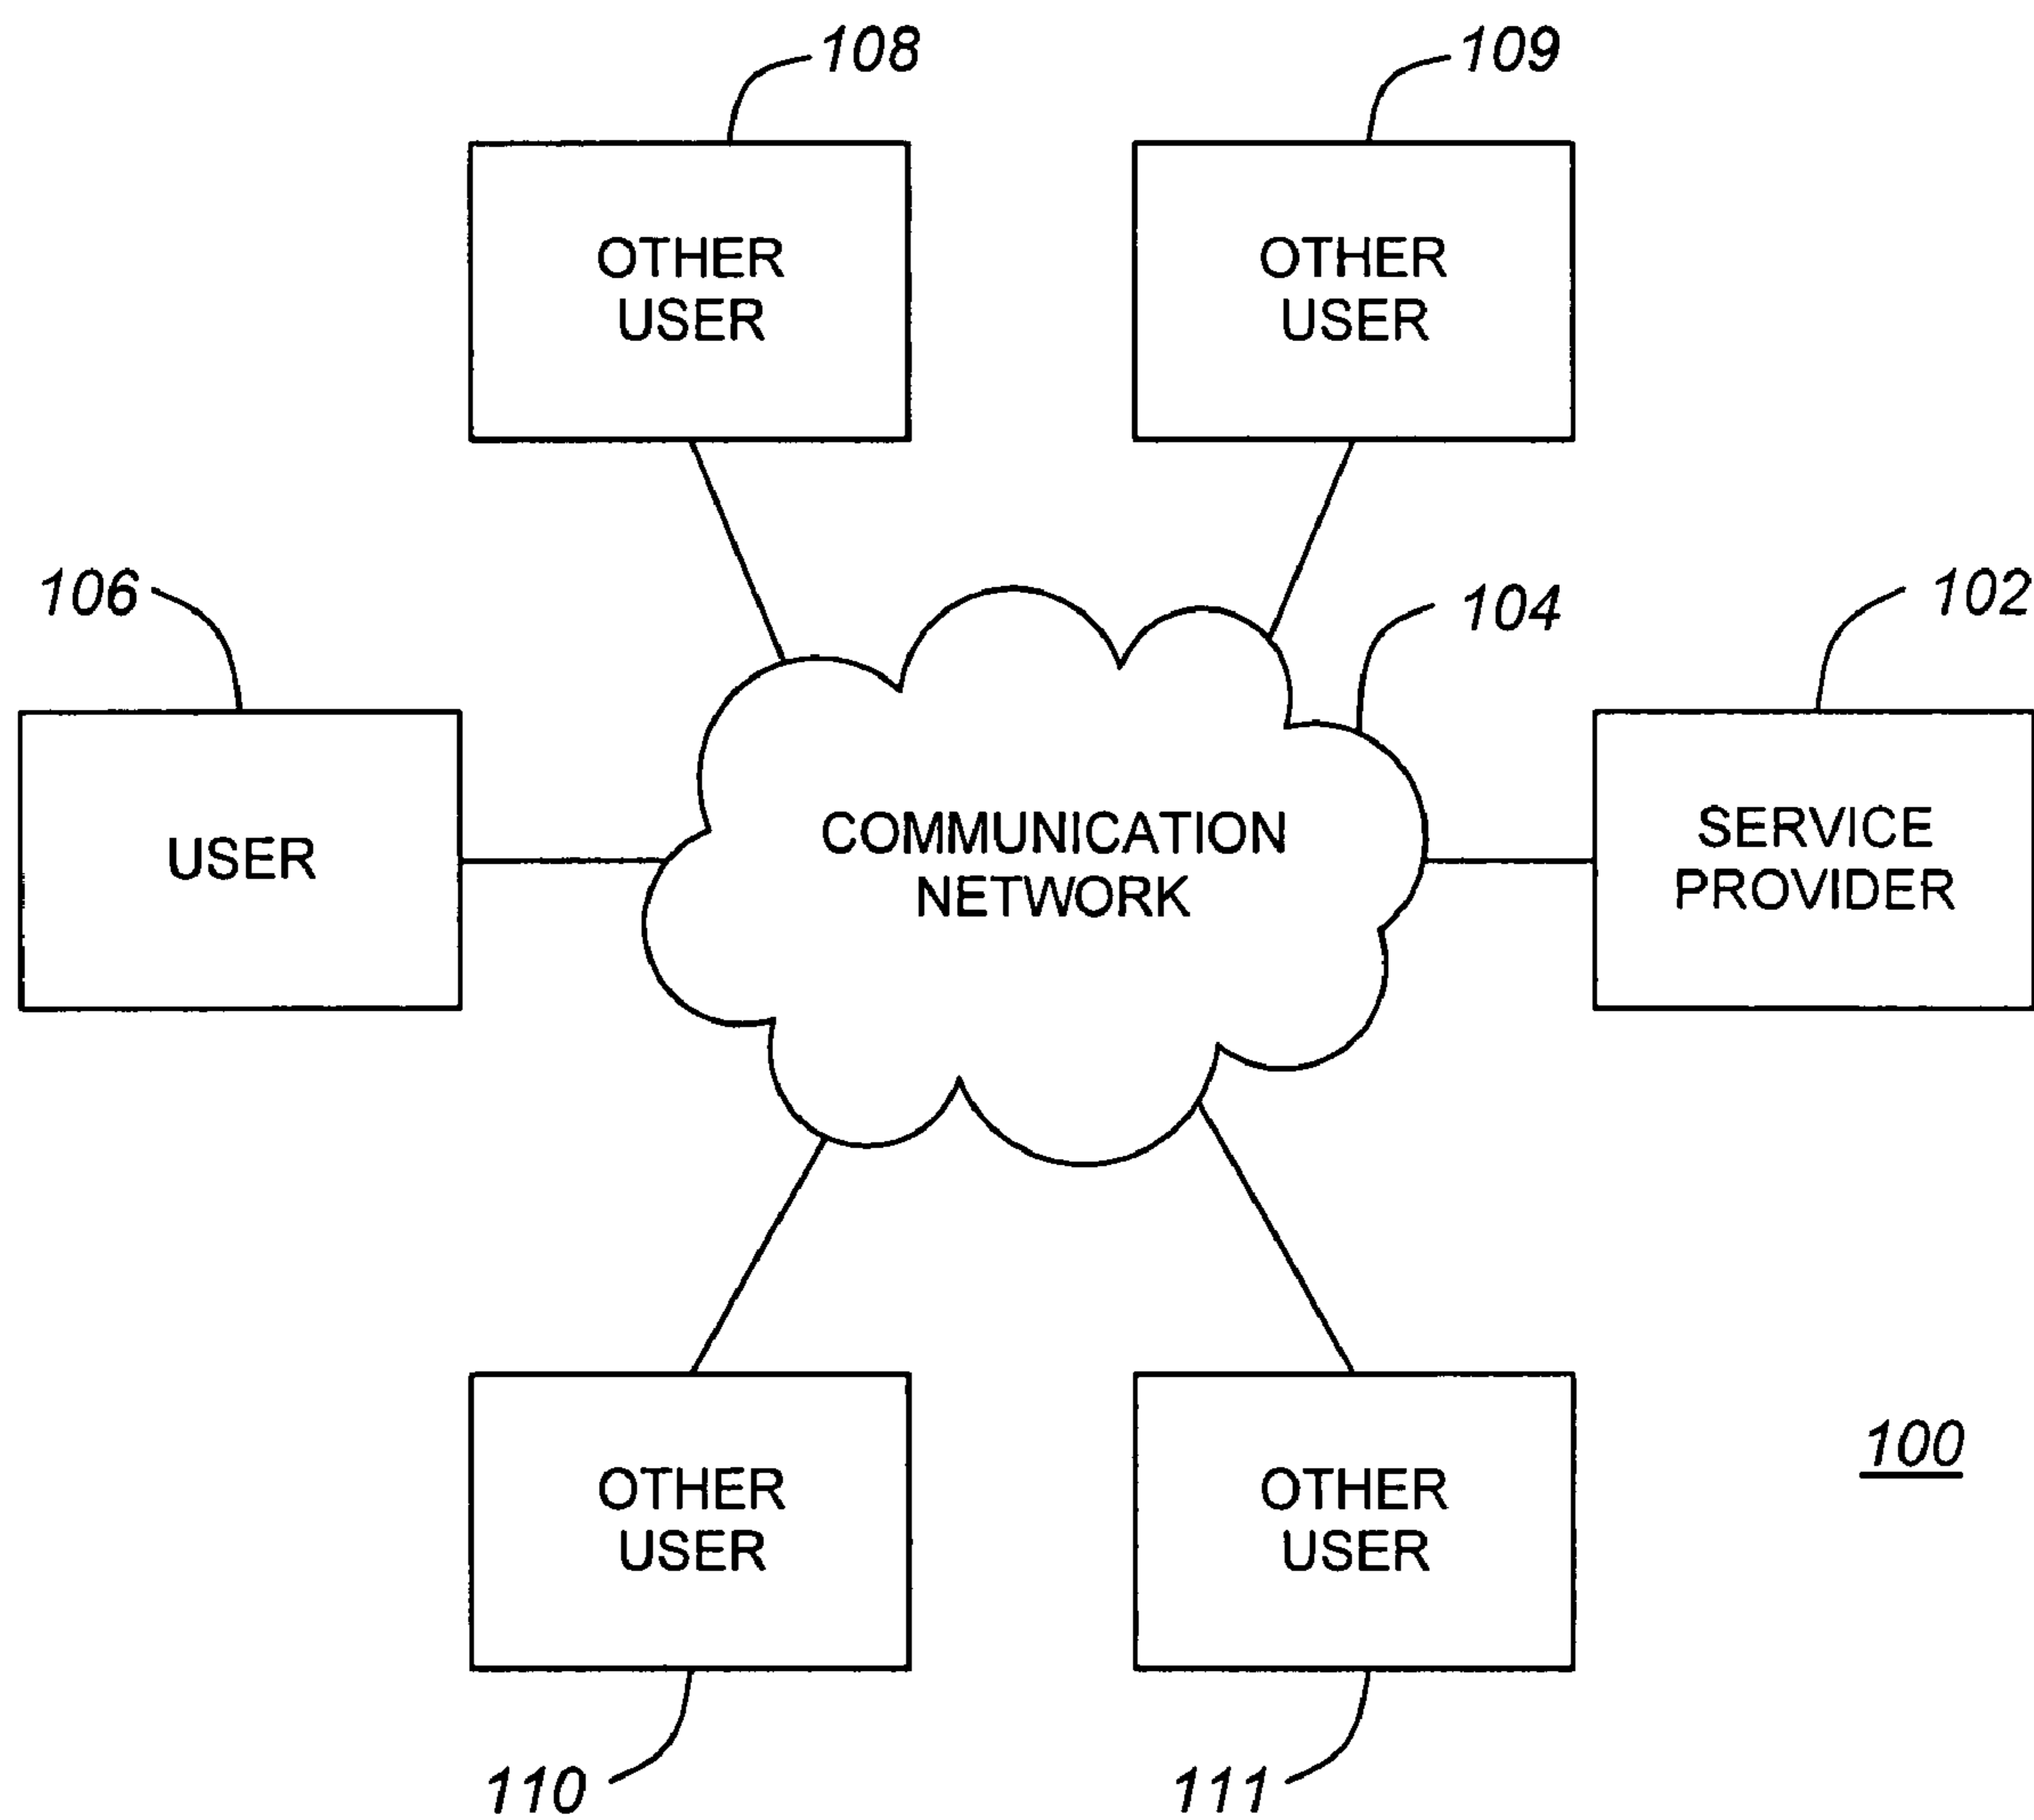 108
109
OTHER
USER
OTHER
USER
106
104
102
USER
COMMUNICATION
NETWORK
SERVICE
PROVIDER
OTHER
USER
OTHER
USER
100
110
111